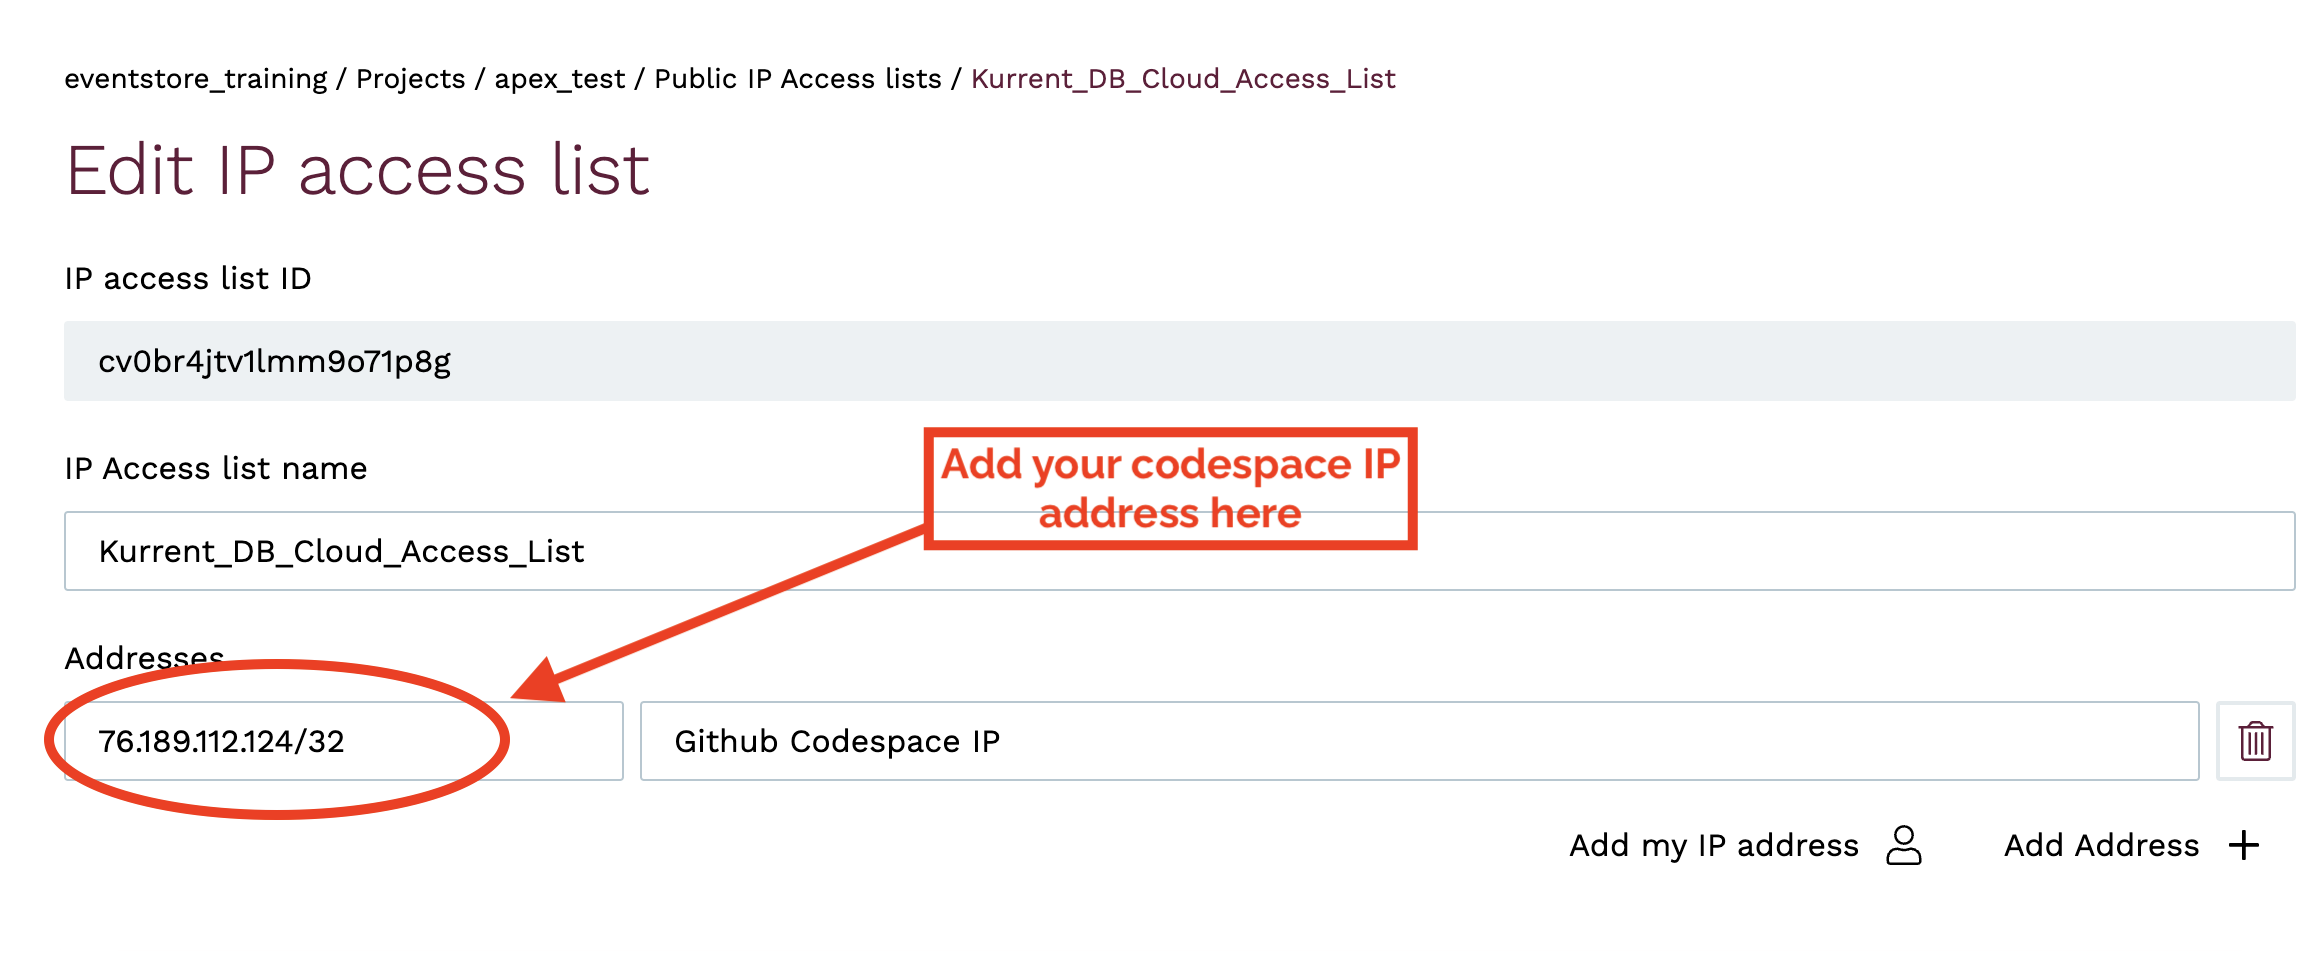 eventstore_training / Projects / apex_test / Public IP Access lists / Kurrent_DB_Cloud_Access_List
Edit IP access list
IP access list ID
cv0br4jtv1lmm9o71p8g
Add your codespace IP
address here
IP Access list name
Kurrent_DB_Cloud_Access_List
Addresses
76.189.112.124/32
Github Codespace IP
Add my IP address
Add Address